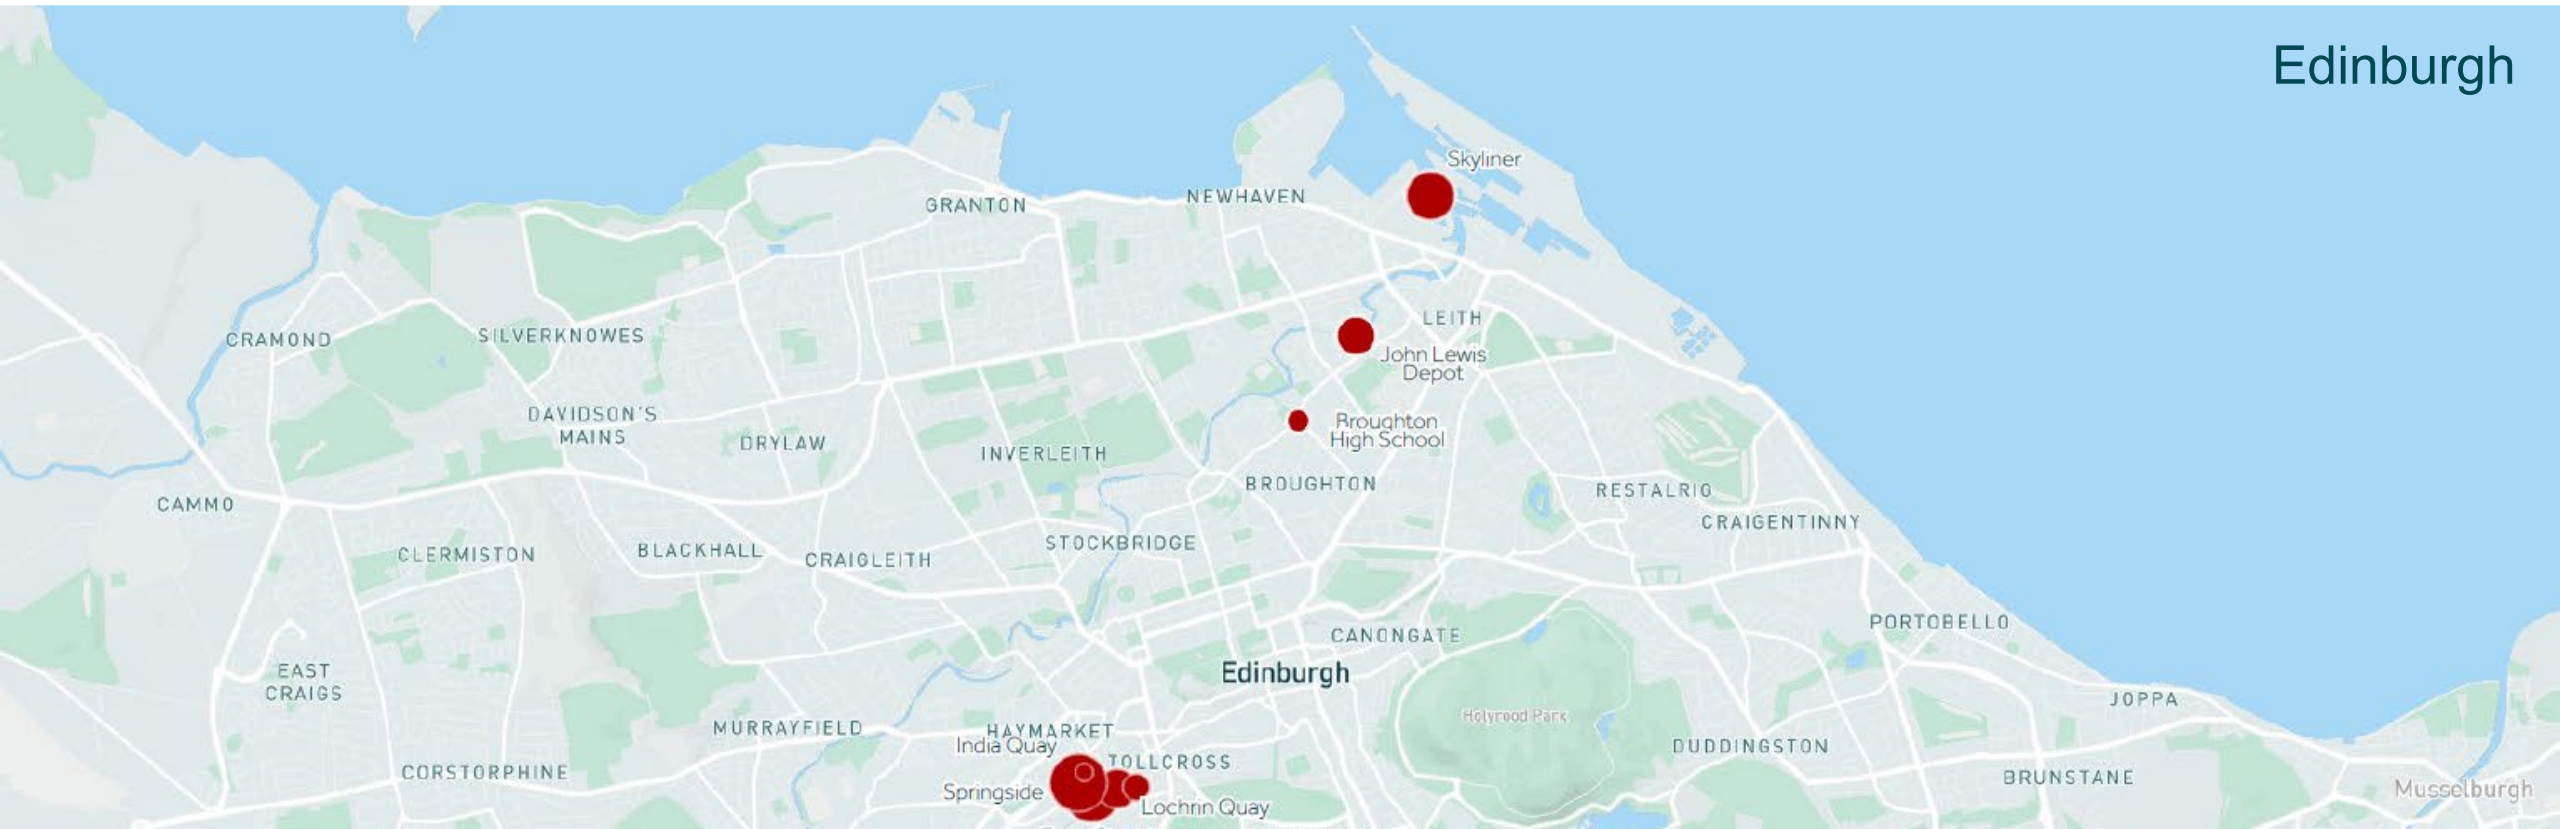 Edinburgh
Skyliner
NEWHAVEN
GRANTON
LEITH
CRAMOND
SILVERKNOWES
John Lewis
Depot
DAVIDSON'S
MAINS
DRYLAW
Broughton
High School
INVERLEITH
BROUGHTON
RESTALRIG
CAMMO
CRAIGENTINNY
STOCKBRIDGE
CLERMISTON
BLACKHALL
CRAIGLEITH
PORTOBELLO
CANONGATE
EAST
CRAIGS
Edinburgh
JOPPA
Holyrood Park
MURRAYFIELD
HAYMARKET
India Quay
DUDDINGSTON
TOLLCROSS
CORSTORPHINE
BRUNSTANE
Springside
Musselburgh
Lochrin Quay